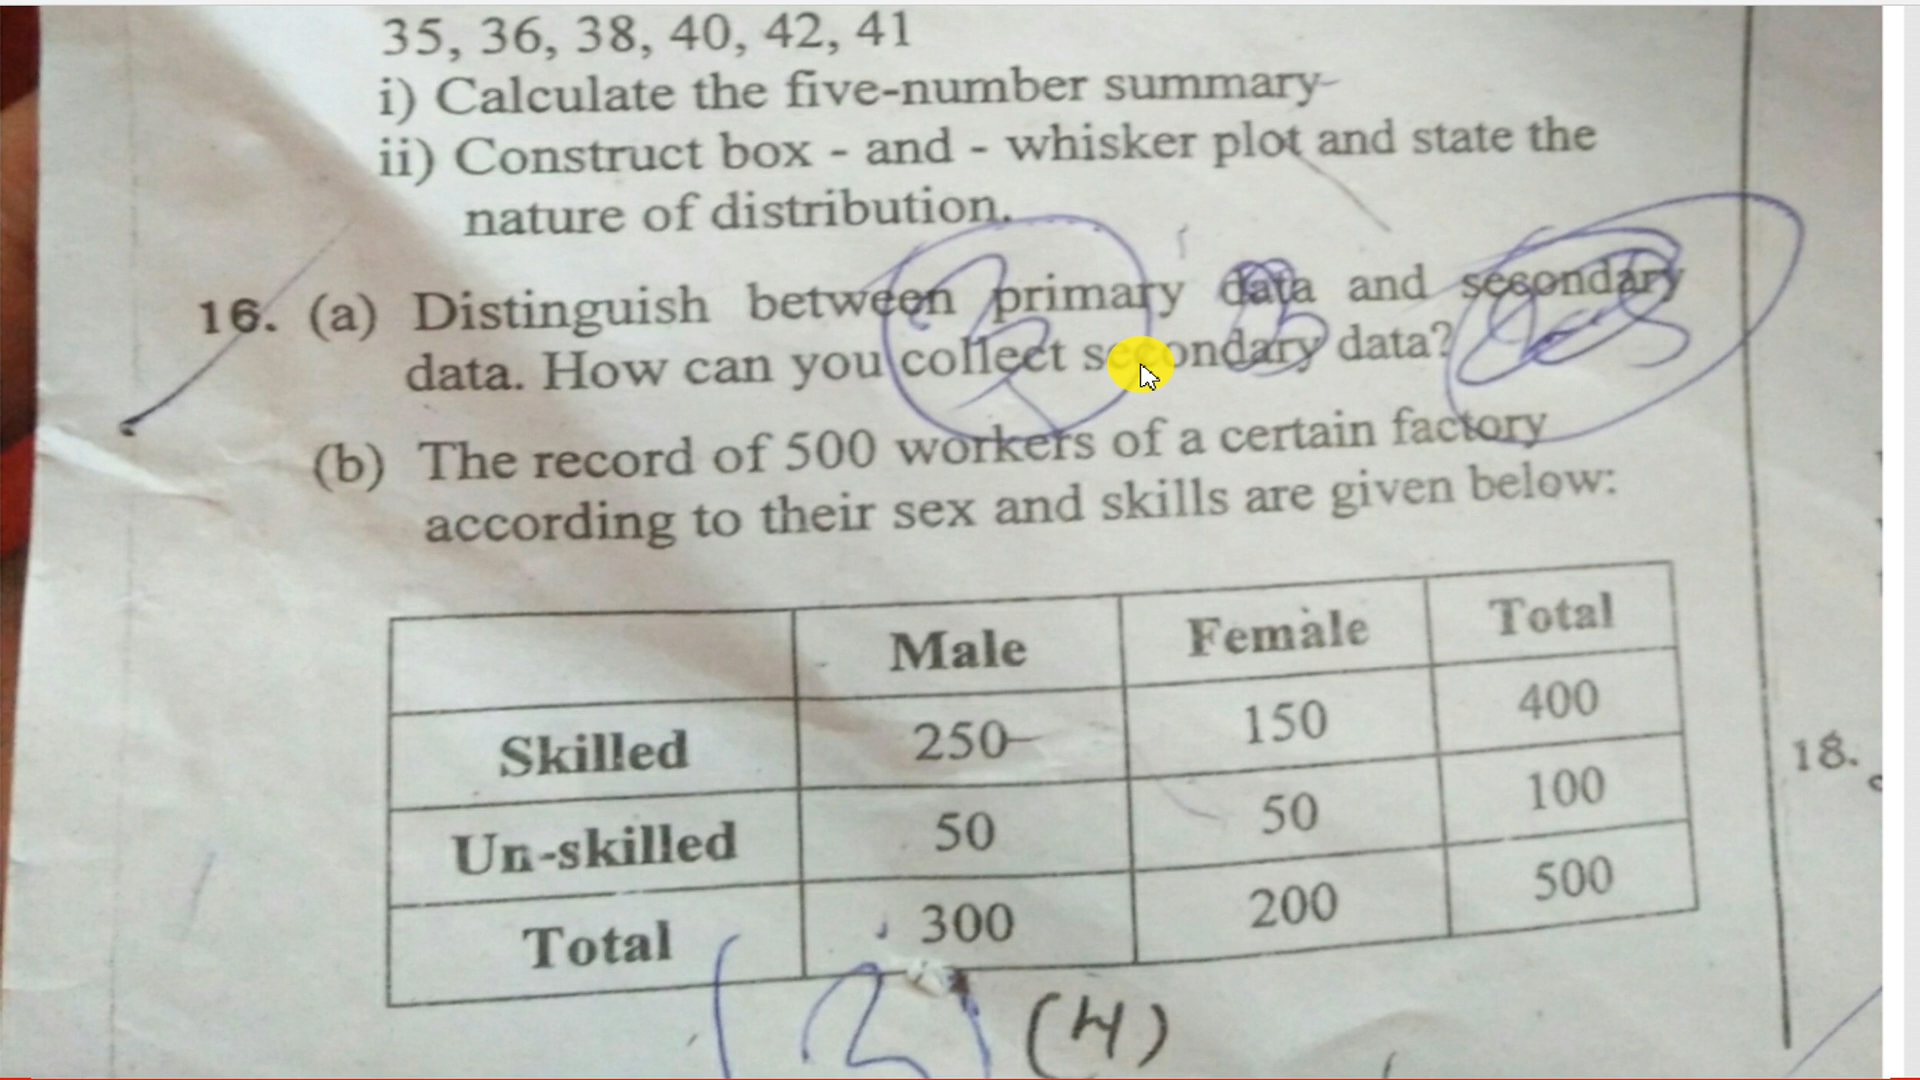 35, 36, 38, 40, 42, 41
i) Calculate the five-number summary
ii) Construct box - and - whisker plot and state the
nature of distribution.
16. (a) Distinguish between primary data and secondary
data. How can you collect secondary data?
(b) The record of 500 workers of a certain factory
according to their sex and skills are given below:
Male Female Total
Skilled 250 150 400
Un-skilled 50 50 100
Total 300 200 500
18.
(H)